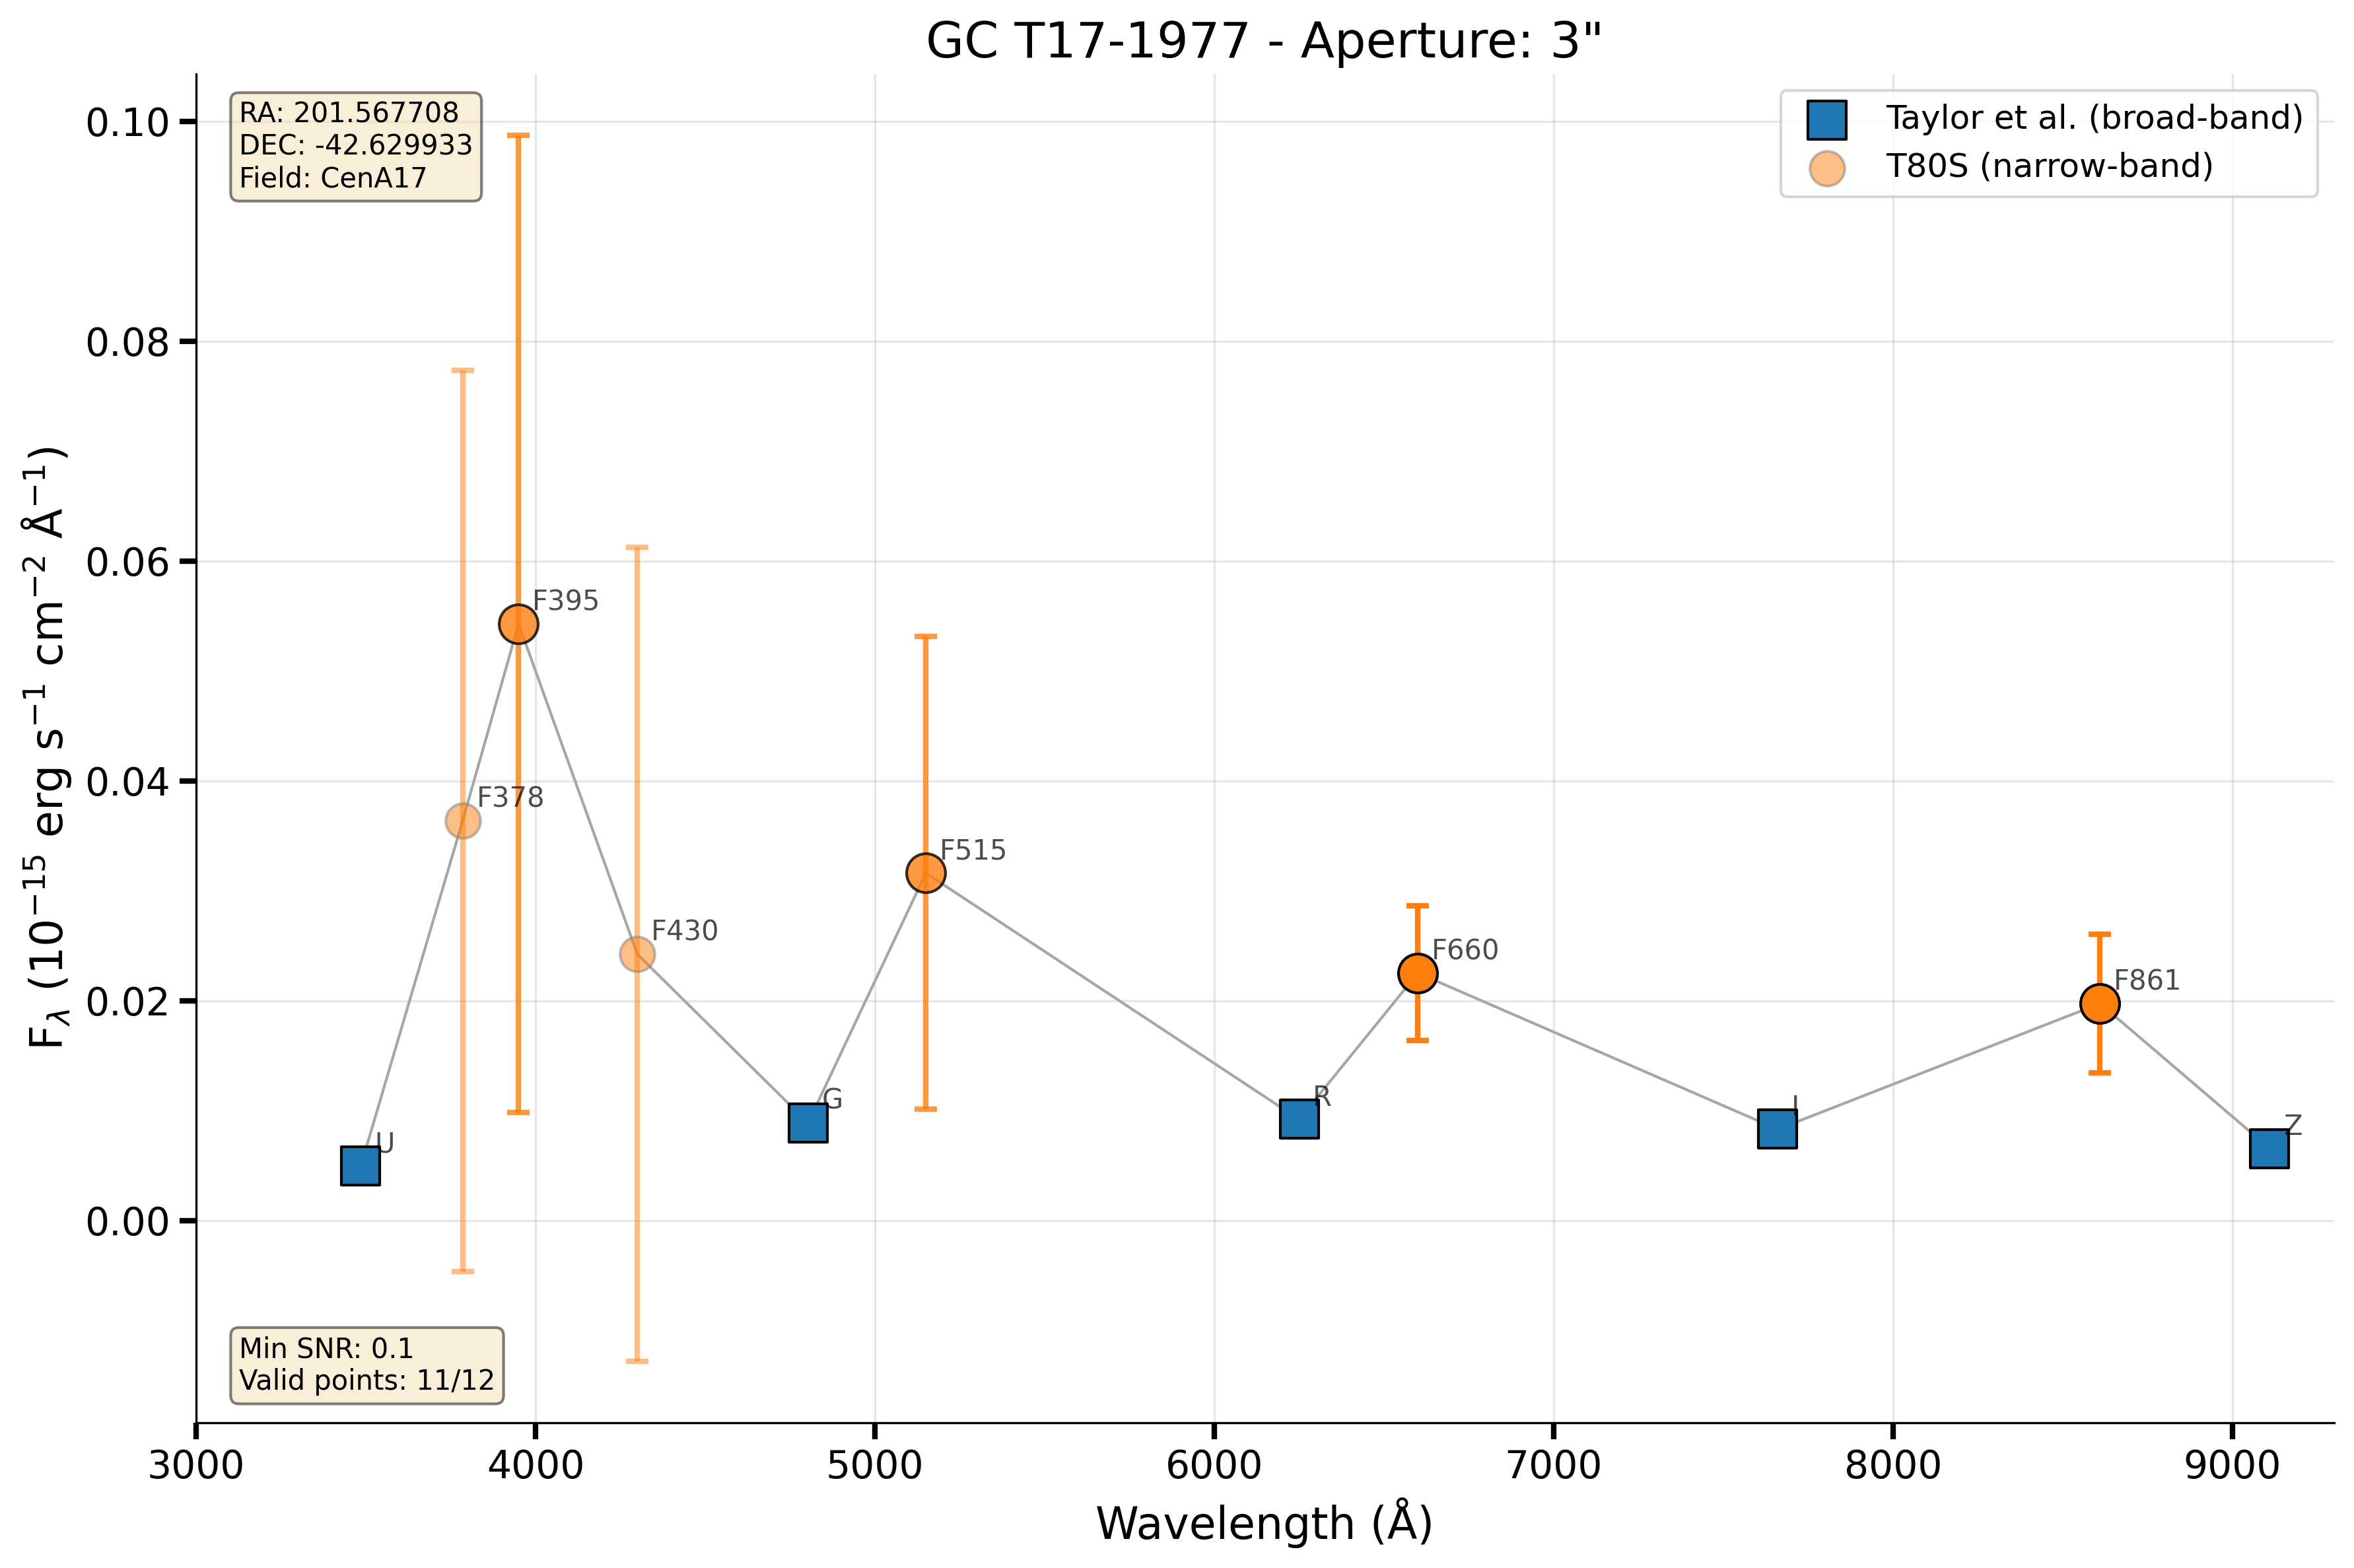 GC T17-1977 - Aperture: 3"
RA: 201.567708
DEC: -42.629933
Field: CenA17
Taylor et al. (broad-band)
T80S (narrow-band)
0.10
0.08
0.06
0.04
0.02
0.00
F$_{\lambda}$ (10$^{-15}$ erg s$^{-1}$ cm$^{-2}$ Å$^{-1}$)
F395
F378
F515
F430
F660
F861
U
G
R
I
Z
Min SNR: 0.1
Valid points: 11/12
3000 4000 5000 6000 7000 8000 9000
Wavelength (Å)